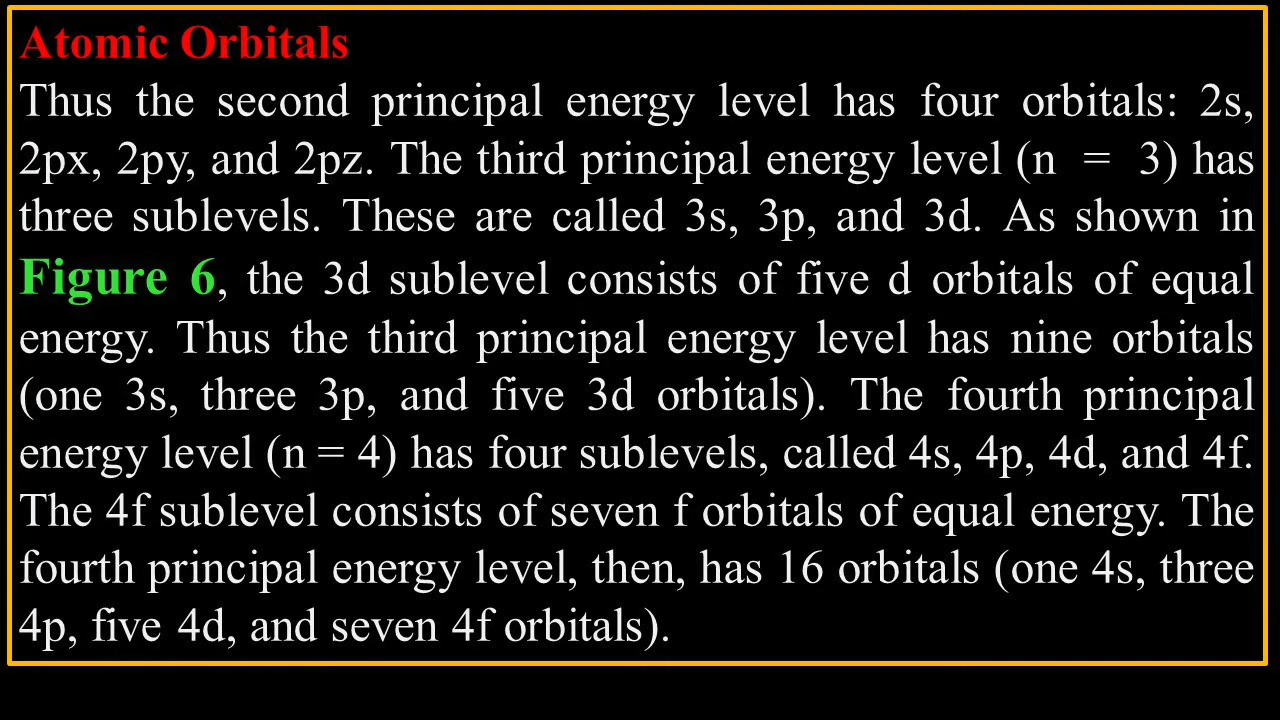 Atomic Orbitals
Thus the second principal energy level has four orbitals: 2s,
2px, 2py, and 2pz. The third principal energy level (n = 3) has
three sublevels. These are called 3s, 3p, and 3d. As shown in
Figure 6, the 3d sublevel consists of five d orbitals of equal
energy. Thus the third principal energy level has nine orbitals
(one 3s, three 3p, and five 3d orbitals). The fourth principal
energy level (n = 4) has four sublevels, called 4s, 4p, 4d, and 4f.
The 4f sublevel consists of seven f orbitals of equal energy. The
fourth principal energy level, then, has 16 orbitals (one 4s, three
4p, five 4d, and seven 4f orbitals).